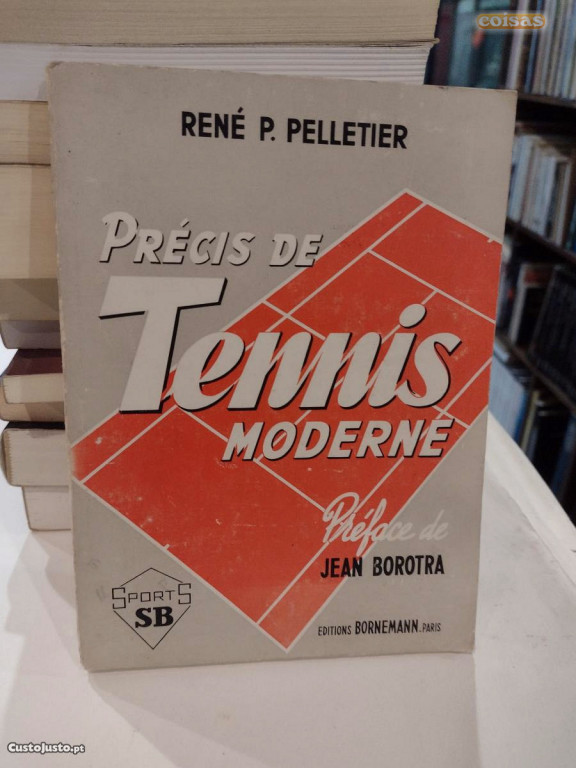 coisas
RENÉ P. PELLETIER
PRÉCIS DE
Tennis
MODERNE
Préface de
JEAN BOROTRA
SPORTS
SB
EDITIONS BORNEMANN. PARIS
CustoJusto.pt